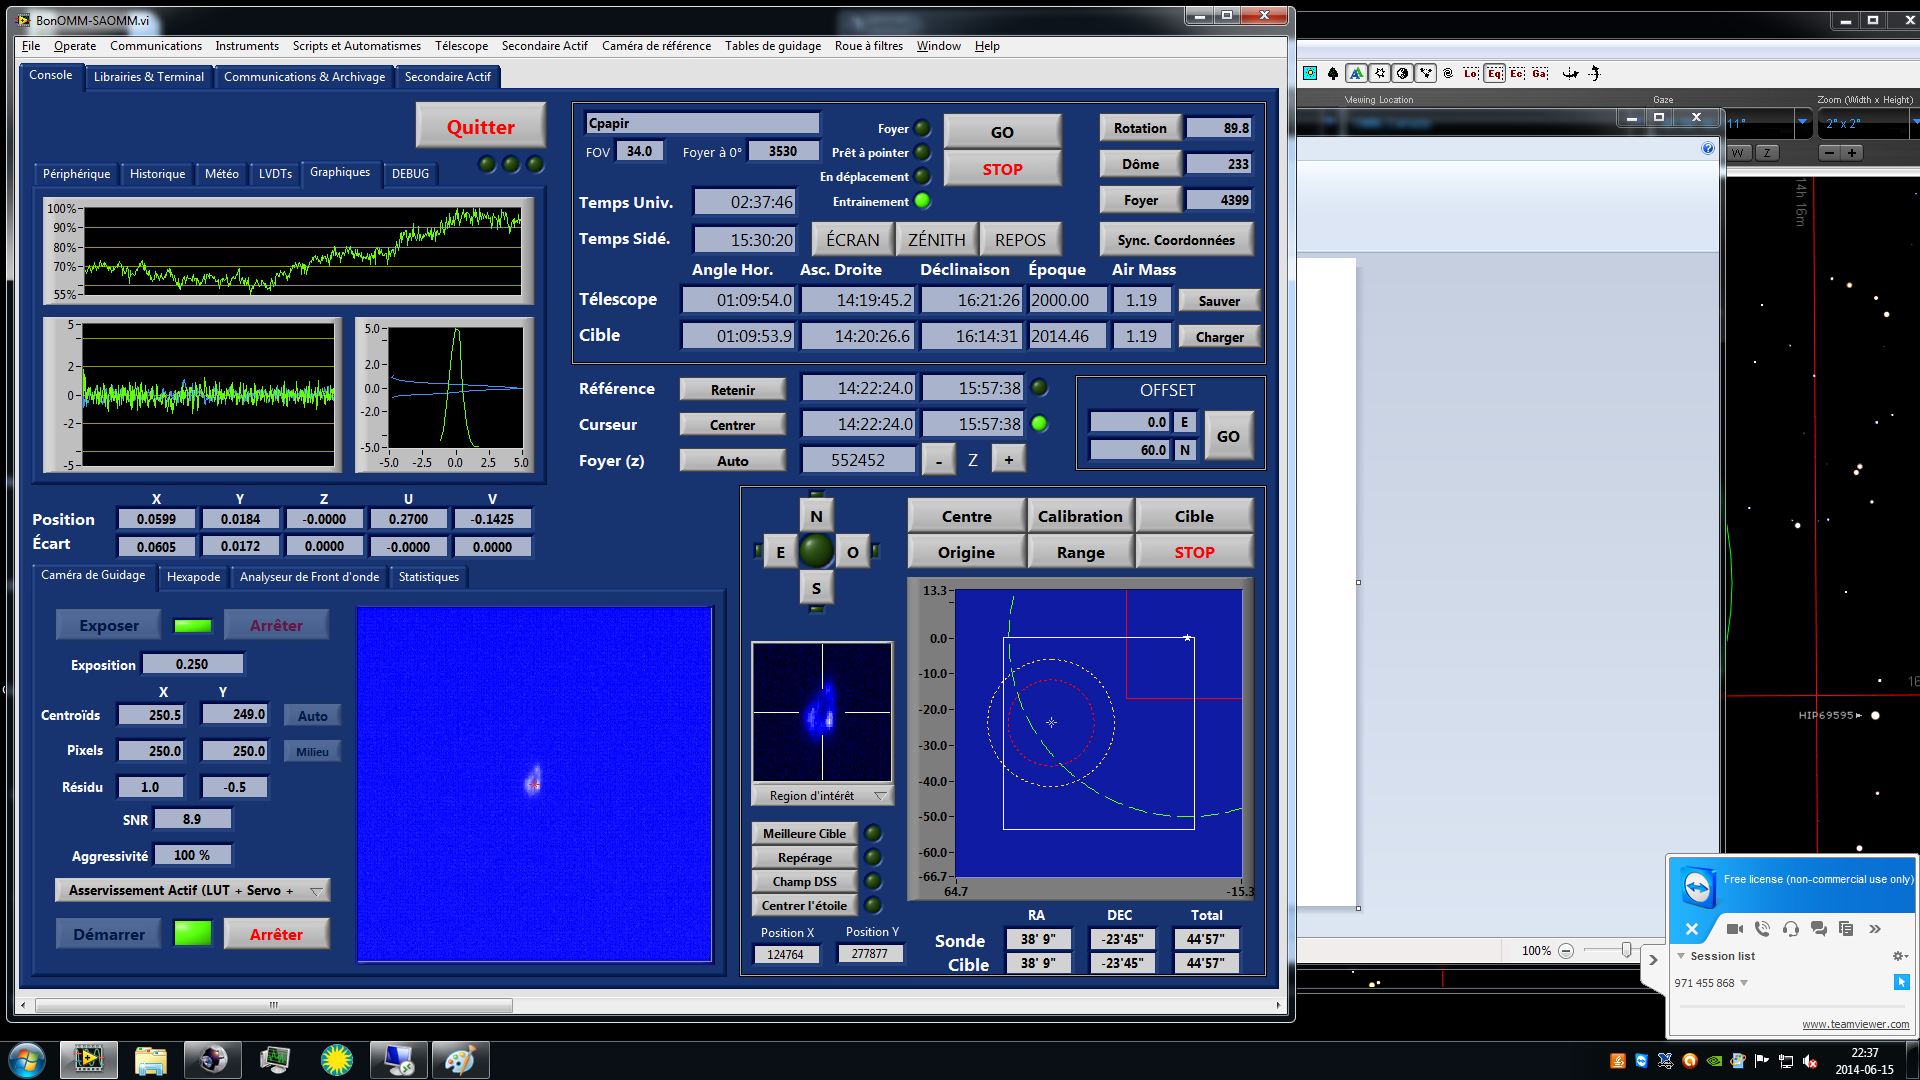 BonOMM-SAOMM.vi
File Operate Communications Instruments Scripts et Automatismes Télescope Secondaire Actif Caméra de référence Tables de guidage Roue à filtres Window Help
Console Librairies & Terminal Communications & Archivage Secondaire Actif
Quitter
Périphérique Historique Météo LVDTs Graphiques DEBUG
100%
90%
80%
70%
55%
5
2
0
-2
-5
5.0
2.0
0.0
-2.0
-5.0
-5.0 -2.5 0.0 2.5 5.0
Cpapir
FOV 34.0 Foyer à 0° 3530
Foyer
Prêt à pointer
En déplacement
Entrainement
GO
STOP
Rotation 89.8
Dôme 233
Foyer 4399
Temps Univ. 02:37:46
Temps Sidé. 15:30:20 ÉCRAN ZÉNITH REPOS Sync. Coordonnées
Angle Hor. Asc. Droite Déclinaison Époque Air Mass
Télescope 01:09:54.0 14:19:45.2 16:21:26 2000.00 1.19 Sauver
Cible 01:09:53.9 14:20:26.6 16:14:31 2014.46 1.19 Charger
Référence Retenir 14:22:24.0 15:57:38
Curseur Centrer 14:22:24.0 15:57:38
Foyer (z) Auto 552452 - Z +
OFFSET
0.0 E
60.0 N
GO
X Y Z U V
Position 0.0599 0.0184 -0.0000 0.2700 -0.1425
Écart 0.0605 0.0172 0.0000 -0.0000 0.0000
Caméra de Guidage Hexapode Analyseur de Front d'onde Statistiques
Exposer Arrêter
Exposition 0.250
X Y
Centroïds 250.5 249.0 Auto
Pixels 250.0 250.0 Milieu
Résidu 1.0 -0.5
SNR 8.9
Aggressivité 100 %
Asservissement Actif (LUT + Servo +
Démarrer Arrêter
N
E O
S
Centre Calibration Cible
Origine Range STOP
Region d'intérêt
Meilleure Cible
Repérage
Champ DSS
Centrer l'étoile
Position X Position Y
124764 277877
13.3
0.0
-10.0
-20.0
-30.0
-40.0
-50.0
-60.0
-66.7
64.7 -15.3
RA DEC Total
Sonde 38' 9" -23'45" 44'57"
Cible 38' 9" -23'45" 44'57"
Lo Eq Ec Ga
Viewing Location Gaze Zoom (Width x Height)
11° 2° x 2°
W Z
14h 16m
16
HIP69595
100%
Free license (non-commercial use only)
Session list
971 455 868
www.teamviewer.com
22:37
2014-06-15